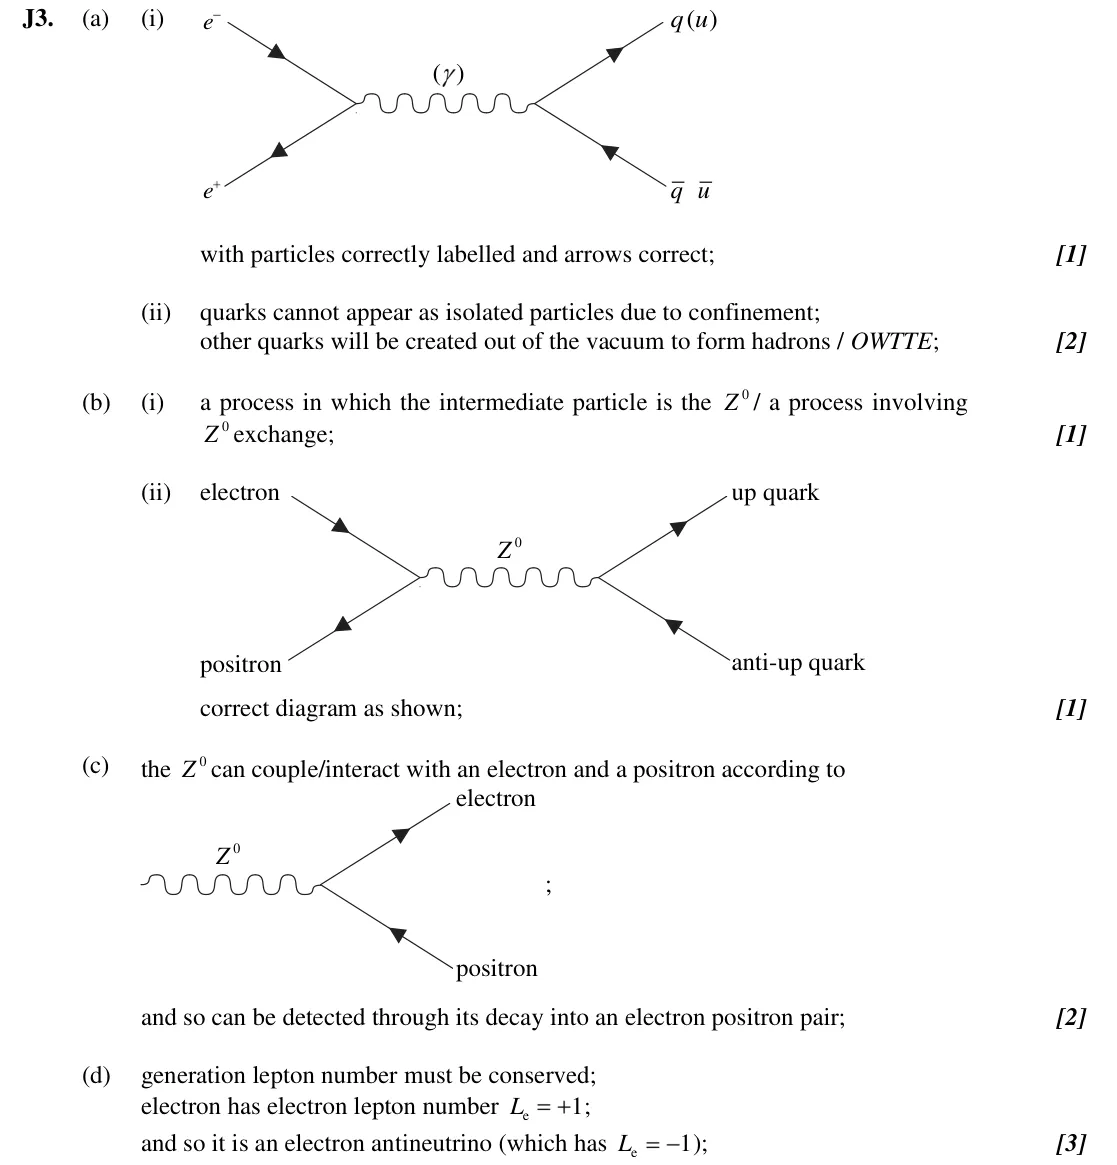 J3. (a) (i) e⁻ q(u)
(γ)
e⁺ q̅ u̅
with particles correctly labelled and arrows correct; [1]
(ii) quarks cannot appear as isolated particles due to confinement;
other quarks will be created out of the vacuum to form hadrons / OWTTE; [2]
(b) (i) a process in which the intermediate particle is the Z⁰/ a process involving
Z⁰ exchange; [1]
(ii) electron up quark
Z⁰
positron anti-up quark
correct diagram as shown; [1]
(c) the Z⁰ can couple/interact with an electron and a positron according to
electron
Z⁰
;
positron
and so can be detected through its decay into an electron positron pair; [2]
(d) generation lepton number must be conserved;
electron has electron lepton number Lₑ = +1;
and so it is an electron antineutrino (which has Lₑ = −1); [3]